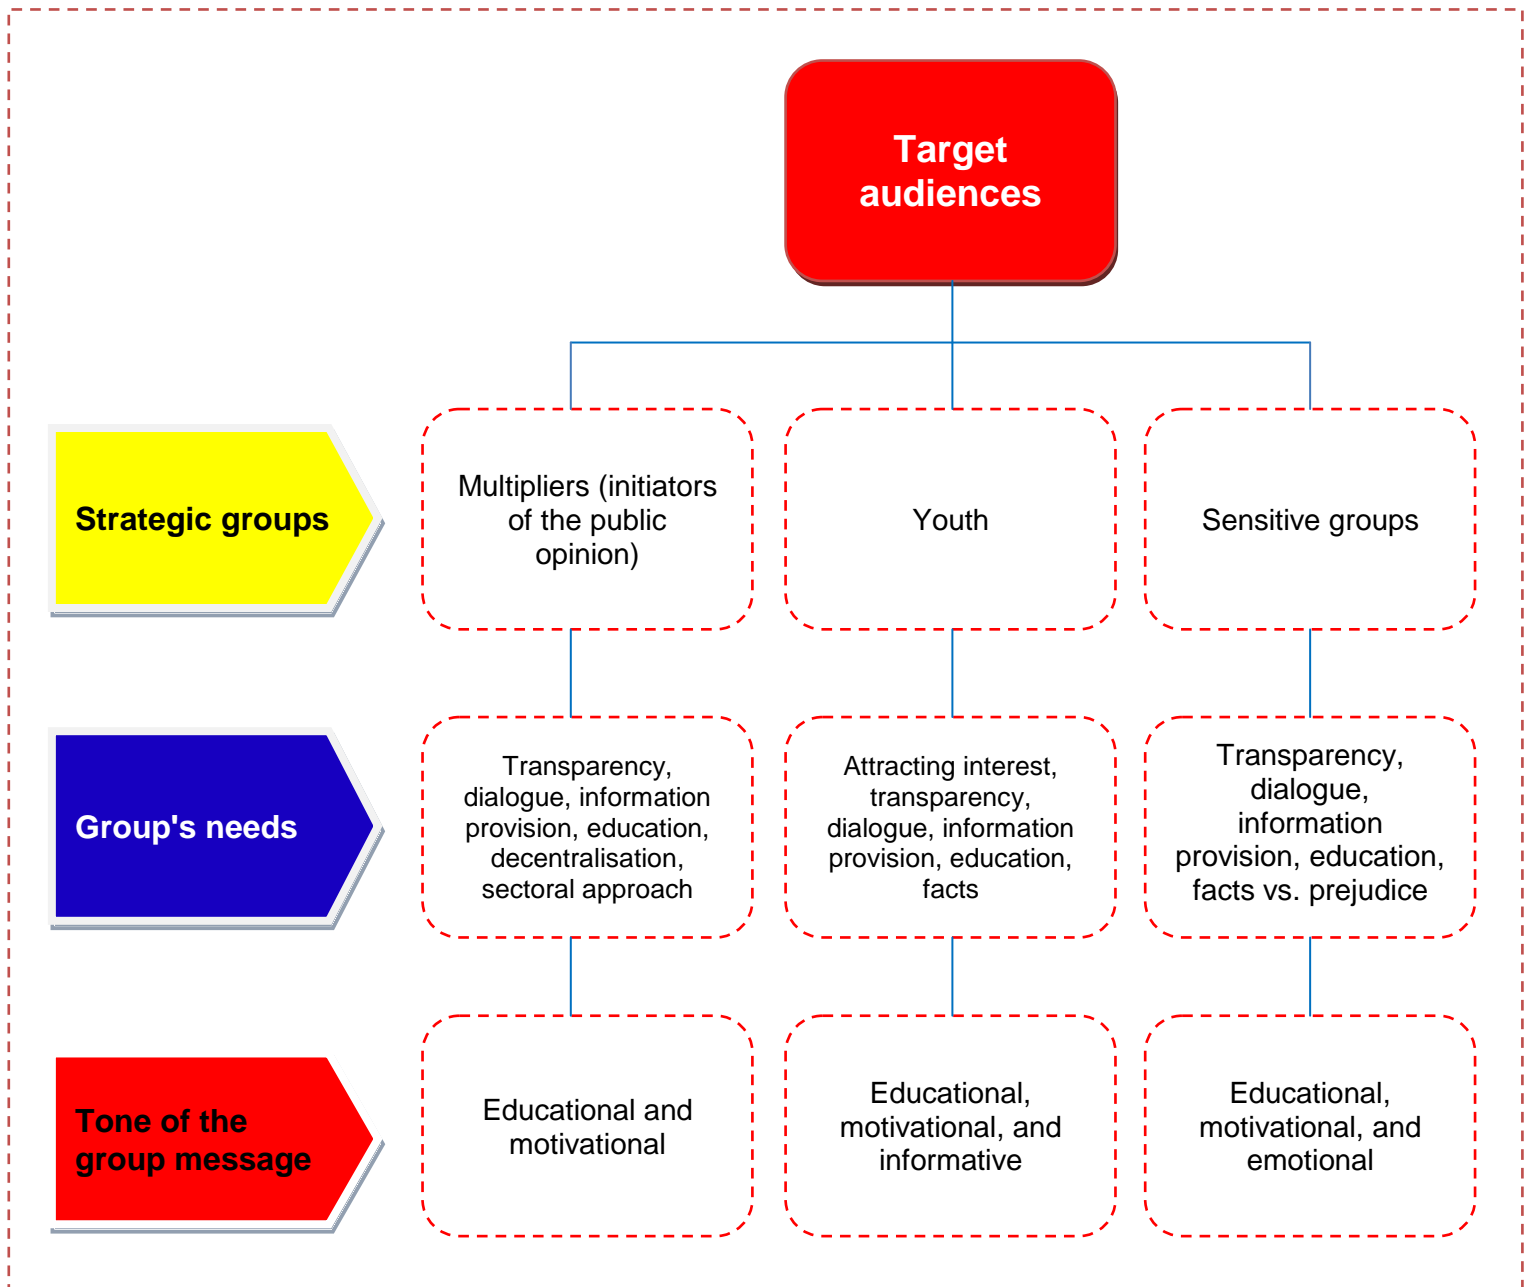 Target
audiences
Strategic groups
Multipliers (initiators
of the public
opinion)
Youth
Sensitive groups
Group's needs
Transparency,
dialogue, information
provision, education,
decentralisation,
sectoral approach
Attracting interest,
transparency,
dialogue, information
provision, education,
facts
Transparency,
dialogue,
information
provision, education,
facts vs. prejudice
Tone of the
group message
Educational and
motivational
Educational,
motivational, and
informative
Educational,
motivational, and
emotional